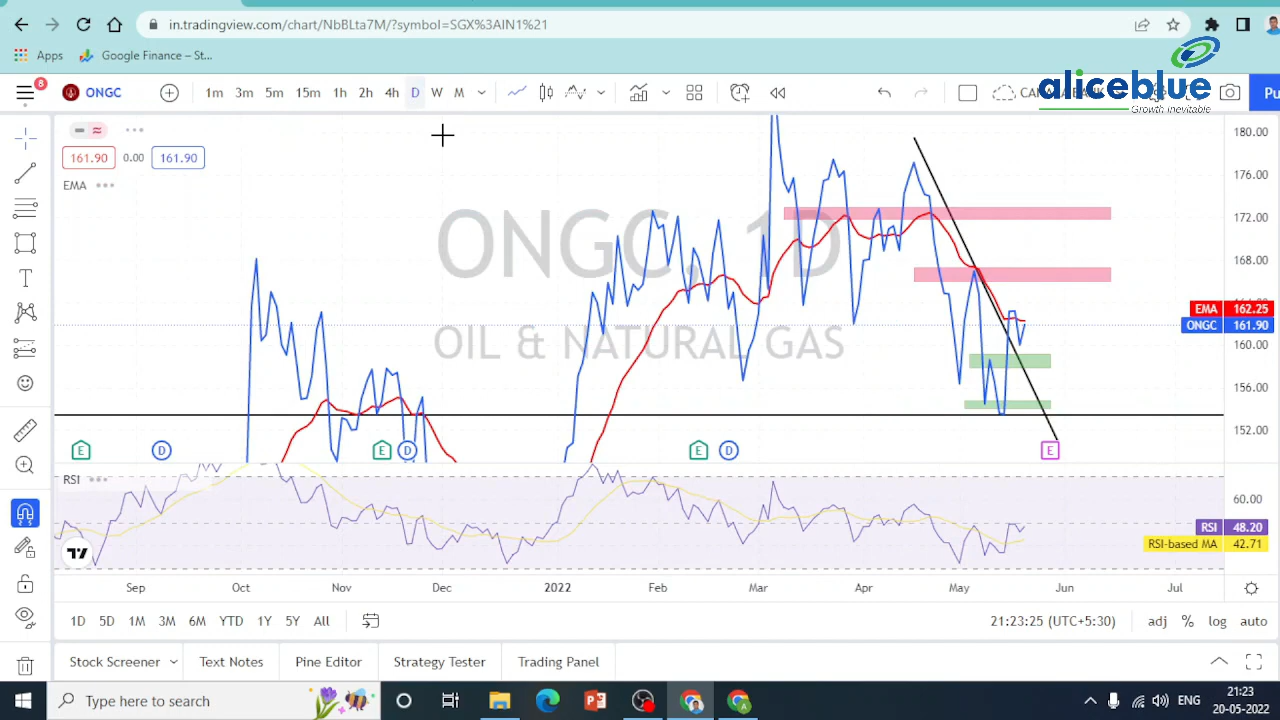 in.tradingview.com/chart/NbBLta7M/?symbol=SGX%3AIN1%21
Apps Google Finance – St...
aliceblue
Growth Inevitable
8
ONGC 1m 3m 5m 15m 1h 2h 4h D W M Pu
161.90 0.00 161.90
EMA
ONGC, 1D
OIL & NATURAL GAS
180.00
176.00
172.00
168.00
EMA 162.25
ONGC 161.90
160.00
156.00
152.00
E D E D E D E
RSI
60.00
RSI 48.20
RSI-based MA 42.71
Sep Oct Nov Dec 2022 Feb Mar Apr May Jun Jul
1D 5D 1M 3M 6M YTD 1Y 5Y All 21:23:25 (UTC+5:30) adj % log auto
Stock Screener Text Notes Pine Editor Strategy Tester Trading Panel
Type here to search ENG 21:23
20-05-2022